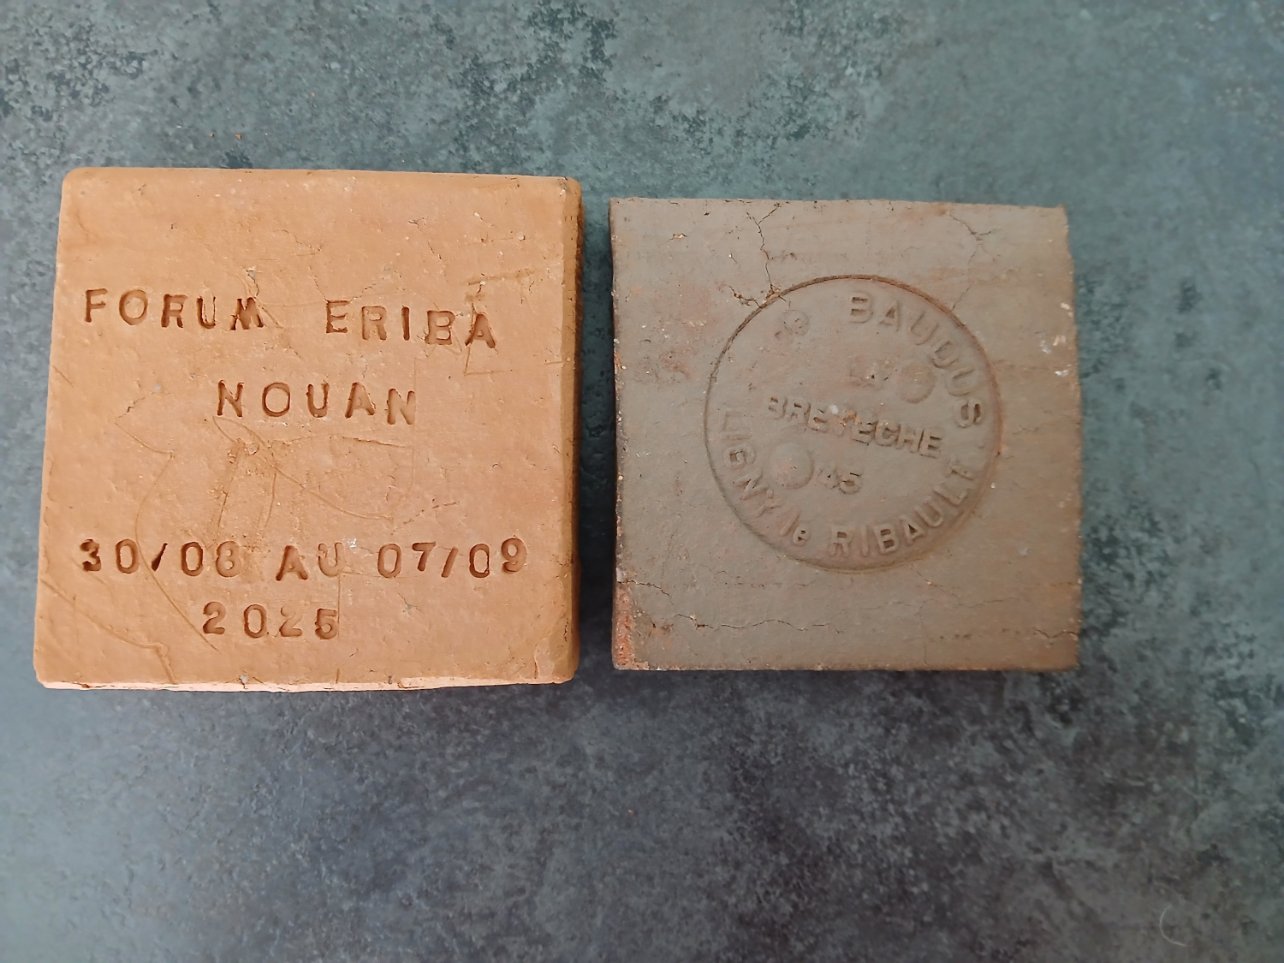 FORUM ERIBA
NOUAN
30/08 AU 07/09
2025
BAUDUS
BRETECHE
45
LIGNY le RIBAULT